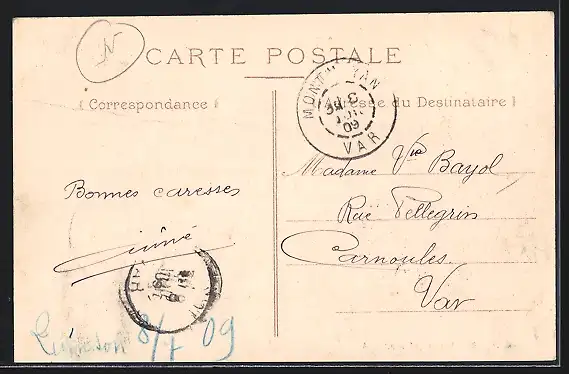 N
CARTE POSTALE
( Correspondance )
Adresse du Destinataire )
VAR
09
Madame Vve Bayol
Bonnes caresses
Rue Pellegrin
Carnoules
Var
8/7 09